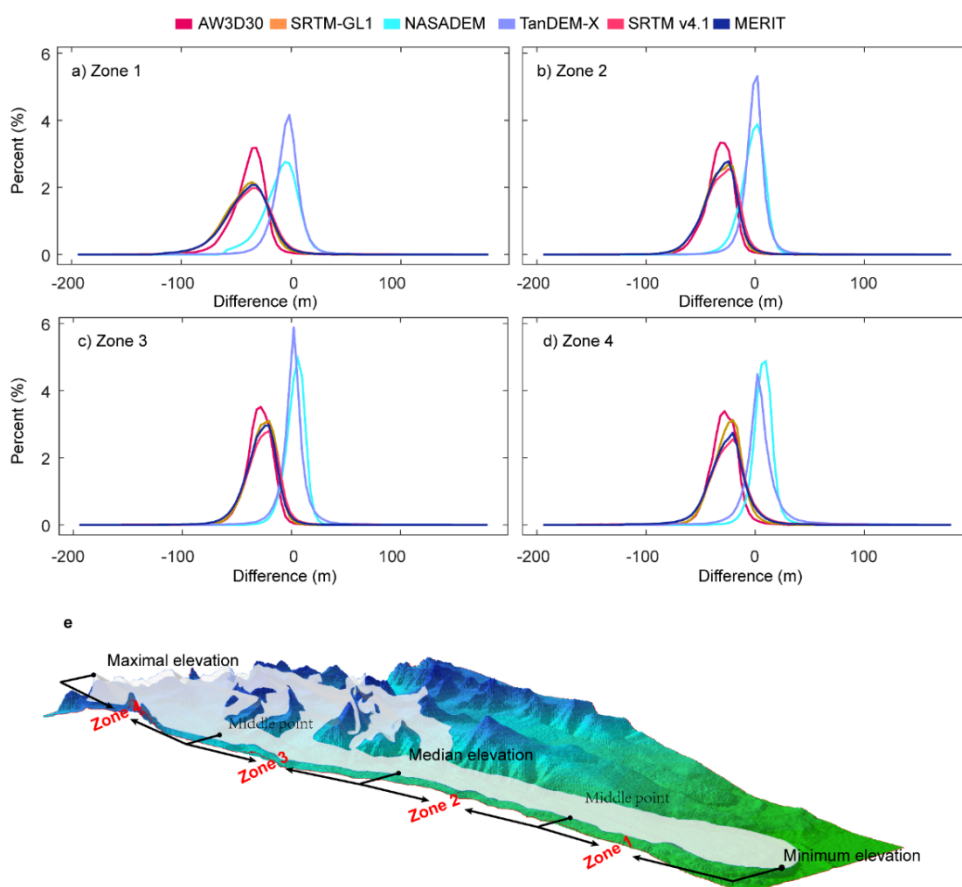 AW3D30 SRTM-GL1 NASADEM TanDEM-X SRTM v4.1 MERIT
a) Zone 1
b) Zone 2
Percent (%)
6
4
2
0
-200 -100 0 100
-200 -100 0 100
Difference (m)
Difference (m)
c) Zone 3
d) Zone 4
Percent (%)
6
4
2
0
-200 -100 0 100
-200 -100 0 100
Difference (m)
Difference (m)
e
Maximal elevation
Zone 4
Middle point
Zone 3
Median elevation
Zone 2
Middle point
Zone 1
Minimum elevation